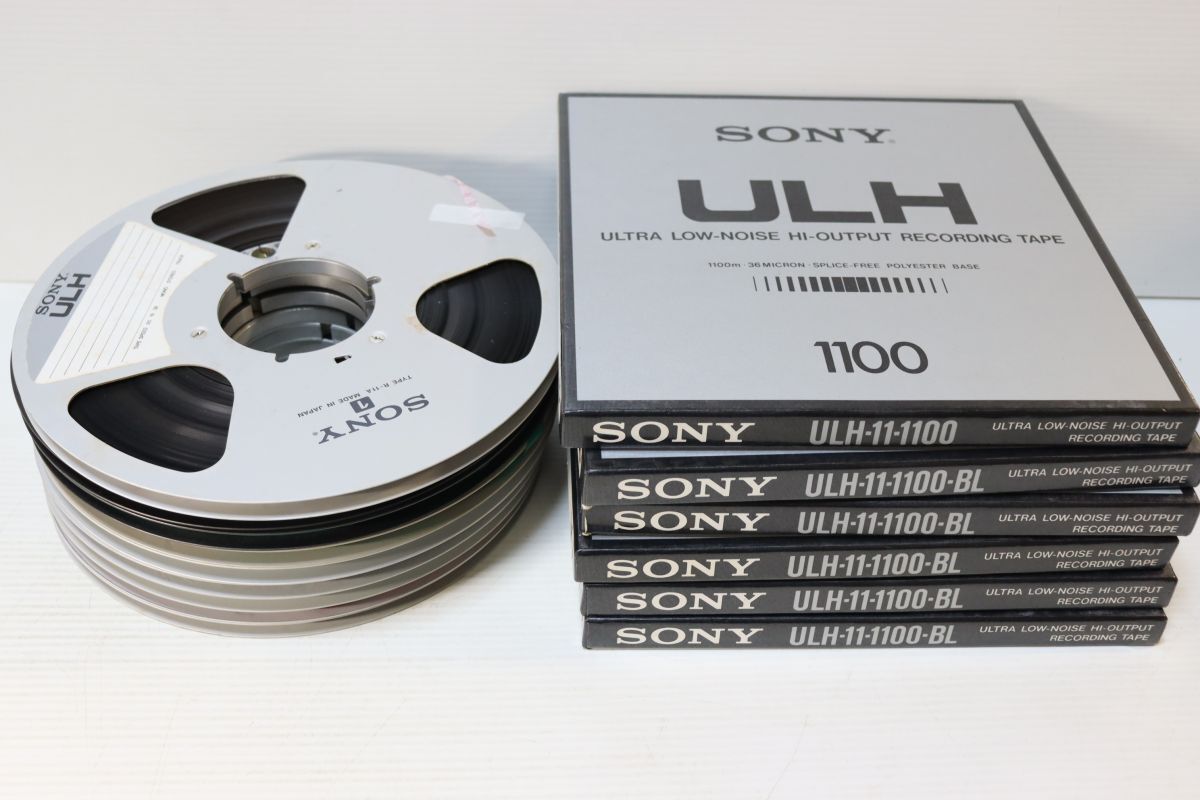 SONY
ULH
SONY
1
TYPE R-11A MADE IN JAPAN
SONY
ULH
ULTRA LOW-NOISE HI-OUTPUT RECORDING TAPE
1100m · 36 MICRON · SPLICE-FREE POLYESTER BASE
1100
SONY ULH-11-1100 ULTRA LOW-NOISE HI-OUTPUT
RECORDING TAPE
SONY ULH-11-1100-BL ULTRA LOW-NOISE HI-OUTPUT
RECORDING TAPE
SONY ULH-11-1100-BL ULTRA LOW-NOISE HI-OUTPUT
RECORDING TAPE
SONY ULH-11-1100-BL ULTRA LOW-NOISE HI-OUTPUT
RECORDING TAPE
SONY ULH-11-1100-BL ULTRA LOW-NOISE HI-OUTPUT
RECORDING TAPE
SONY ULH-11-1100-BL ULTRA LOW-NOISE HI-OUTPUT
RECORDING TAPE